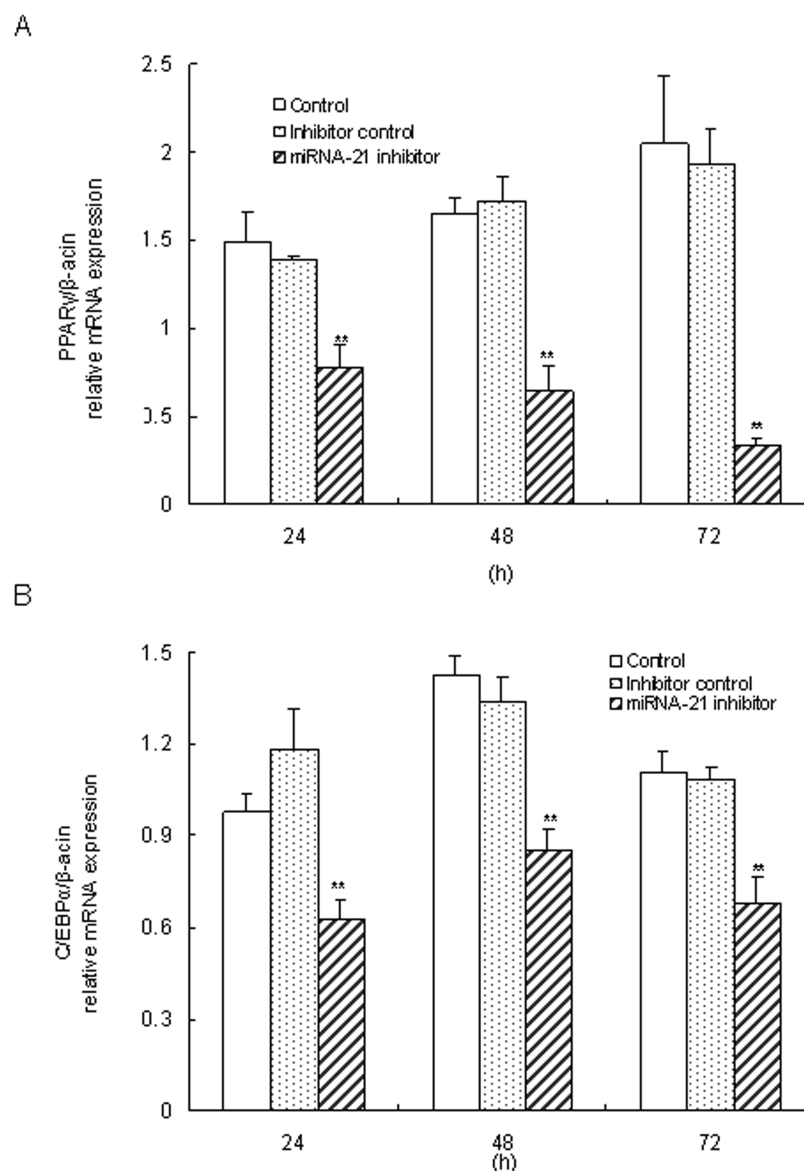 A
2.5
2
1.5
1
0.5
0
PPARγ/β-acin
relative mRNA expression
Control
Inhibitor control
miRNA-21 inhibitor
**
**
**
24
48
72
(h)
B
1.5
1.2
0.9
0.6
0.3
0
C/EBPα/β-acin
relative mRNA expression
Control
Inhibitor control
miRNA-21 inhibitor
**
**
**
24
48
72
(h)